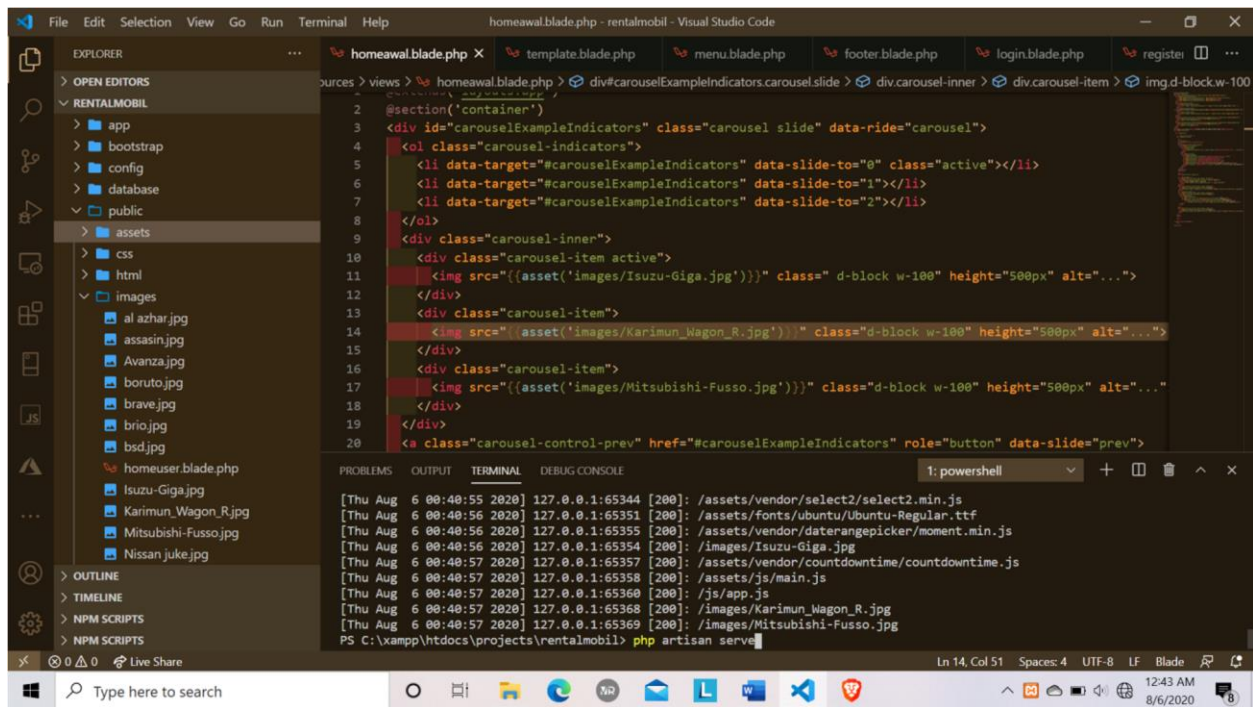 File Edit Selection View Go Run Terminal Help
homeawal.blade.php - rentalmobil - Visual Studio Code
EXPLORER
OPEN EDITORS
RENTALMOBIL
app
bootstrap
config
database
public
assets
css
html
images
al azhar.jpg
assasin.jpg
Avanza.jpg
boruto.jpg
brave.jpg
brio.jpg
bsd.jpg
homeuser.blade.php
Isuzu-Giga.jpg
Karimun_Wagon_R.jpg
Mitsubishi-Fusso.jpg
Nissan juke.jpg
OUTLINE
TIMELINE
NPM SCRIPTS
NPM SCRIPTS
homeawal.blade.php template.blade.php menu.blade.php footer.blade.php login.blade.php register
ources > views > homeawal.blade.php > div#carouselExampleIndicators.carousel.slide > div.carousel-inner > div.carousel-item > img.d-block.w-100
2 @section('container')
3 <div id="carouselExampleIndicators" class="carousel slide" data-ride="carousel">
4 <ol class="carousel-indicators">
5 <li data-target="#carouselExampleIndicators" data-slide-to="0" class="active"></li>
6 <li data-target="#carouselExampleIndicators" data-slide-to="1"></li>
7 <li data-target="#carouselExampleIndicators" data-slide-to="2"></li>
8 </ol>
9 <div class="carousel-inner">
10 <div class="carousel-item active">
11 <img src="{{asset('images/Isuzu-Giga.jpg')}}" class=" d-block w-100" height="500px" alt="...">
12 </div>
13 <div class="carousel-item">
14 <img src="{{asset('images/Karimun_Wagon_R.jpg')}}" class="d-block w-100" height="500px" alt="...">
15 </div>
16 <div class="carousel-item">
17 <img src="{{asset('images/Mitsubishi-Fusso.jpg')}}" class="d-block w-100" height="500px" alt="..."
18 </div>
19 </div>
20 <a class="carousel-control-prev" href="#carouselExampleIndicators" role="button" data-slide="prev">
PROBLEMS OUTPUT TERMINAL DEBUG CONSOLE 1: powershell
[Thu Aug 6 00:40:55 2020] 127.0.0.1:65344 [200]: /assets/vendor/select2/select2.min.js
[Thu Aug 6 00:40:56 2020] 127.0.0.1:65351 [200]: /assets/fonts/ubuntu/Ubuntu-Regular.ttf
[Thu Aug 6 00:40:56 2020] 127.0.0.1:65355 [200]: /assets/vendor/daterangepicker/moment.min.js
[Thu Aug 6 00:40:56 2020] 127.0.0.1:65354 [200]: /images/Isuzu-Giga.jpg
[Thu Aug 6 00:40:57 2020] 127.0.0.1:65357 [200]: /assets/vendor/countdowntime/countdowntime.js
[Thu Aug 6 00:40:57 2020] 127.0.0.1:65358 [200]: /assets/js/main.js
[Thu Aug 6 00:40:57 2020] 127.0.0.1:65360 [200]: /js/app.js
[Thu Aug 6 00:40:57 2020] 127.0.0.1:65368 [200]: /images/Karimun_Wagon_R.jpg
[Thu Aug 6 00:40:57 2020] 127.0.0.1:65369 [200]: /images/Mitsubishi-Fusso.jpg
PS C:\xampp\htdocs\projects\rentalmobil> php artisan serve
0 0 Live Share
Ln 14, Col 51 Spaces: 4 UTF-8 LF Blade
Type here to search
12:43 AM
8/6/2020
8